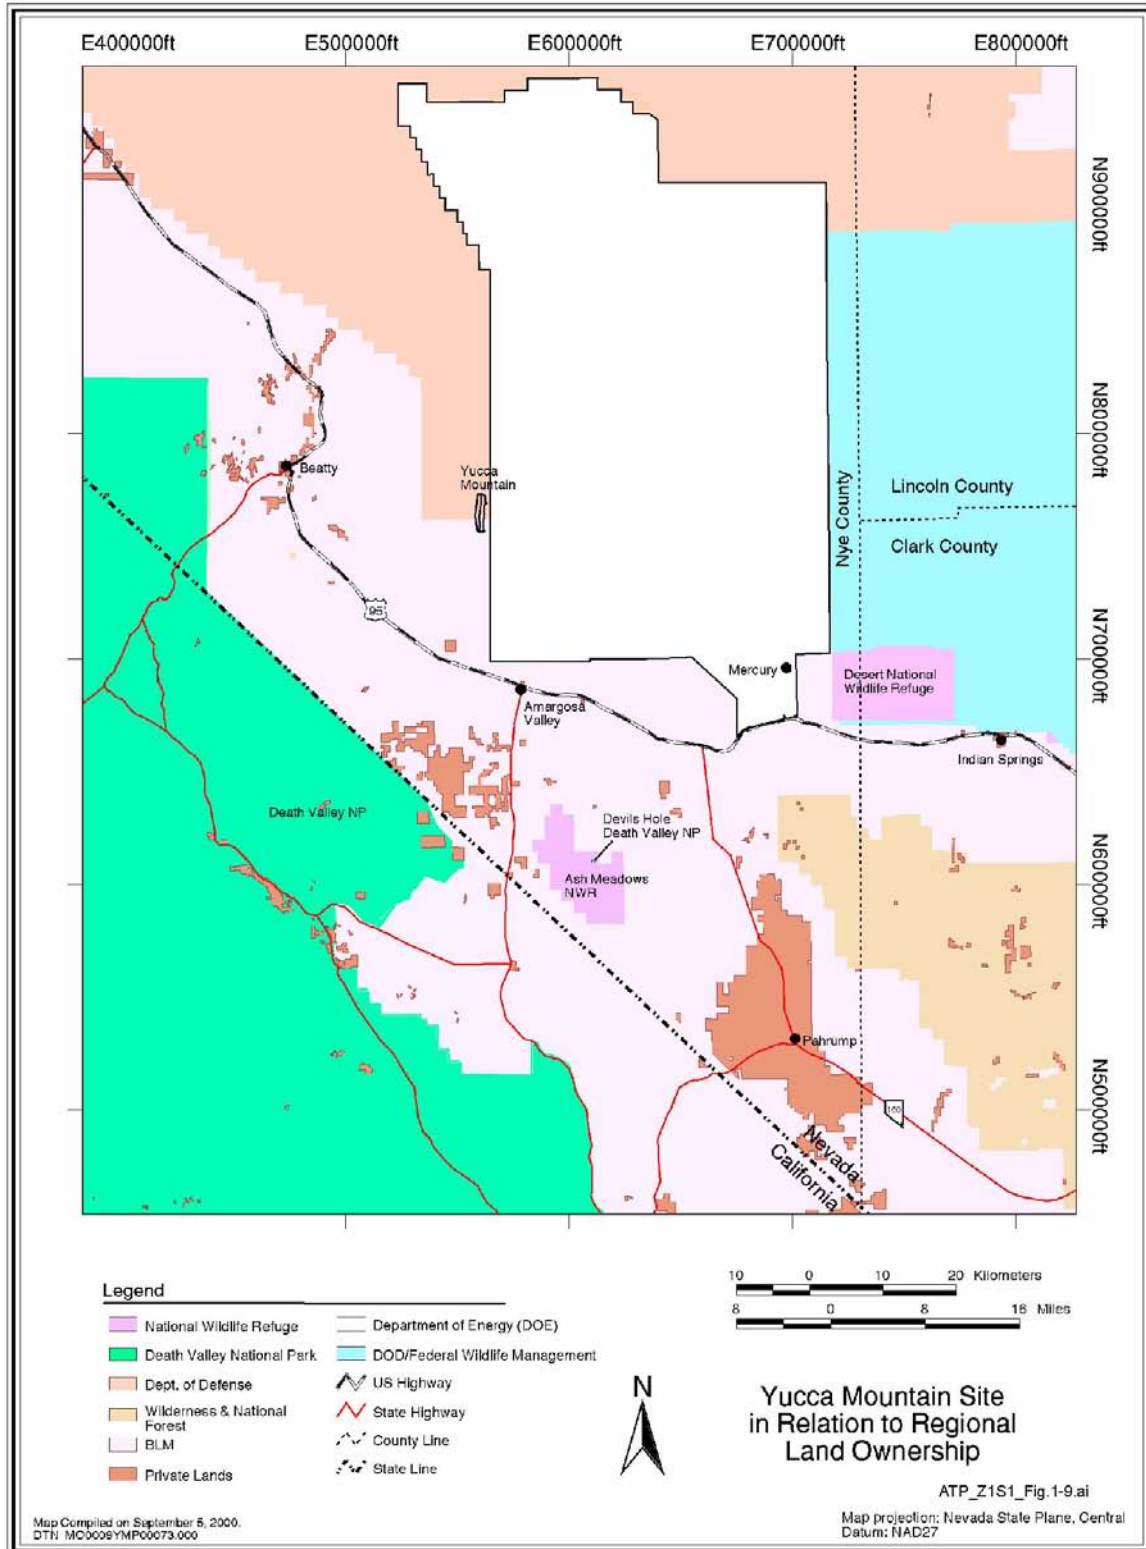 E400000ft
E500000ft
E600000ft
E700000ft
E800000ft
N900000ft
N800000ft
N700000ft
N600000ft
N500000ft
Beatty
Yucca
Mountain
Nye County
Lincoln County
Clark County
95
Mercury
Desert National
Wildlife Refuge
Amargosa
Valley
Indian Springs
Death Valley NP
Devils Hole
Death Valley NP
Ash Meadows
NWR
Pahrump
160
Nevada
California
Legend
National Wildlife Refuge
Death Valley National Park
Dept. of Defense
Wilderness & National
Forest
BLM
Private Lands
Department of Energy (DOE)
DOD/Federal Wildlife Management
US Highway
State Highway
County Line
State Line
10 0 10 20 Kilometers
8 0 8 16 Miles
N
Yucca Mountain Site
in Relation to Regional
Land Ownership
ATP_Z1S1_Fig.1-9.ai
Map Compiled on September 5, 2000.
DTN MO0009YMP00073.000
Map projection: Nevada State Plane, Central
Datum: NAD27